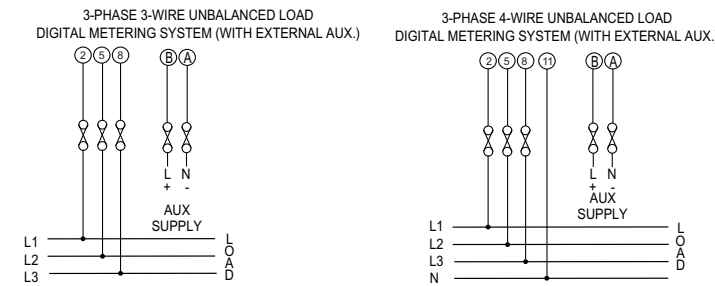 3-PHASE 3-WIRE UNBALANCED LOAD
DIGITAL METERING SYSTEM (WITH EXTERNAL AUX.)
2 5 8 B A
L N
+ -
AUX
SUPPLY
L1
L2
L3
LOAD
3-PHASE 4-WIRE UNBALANCED LOAD
DIGITAL METERING SYSTEM (WITH EXTERNAL AUX.
2 5 8 11 B A
L N
+ -
AUX
SUPPLY
L1
L2
L3
N
LOAD